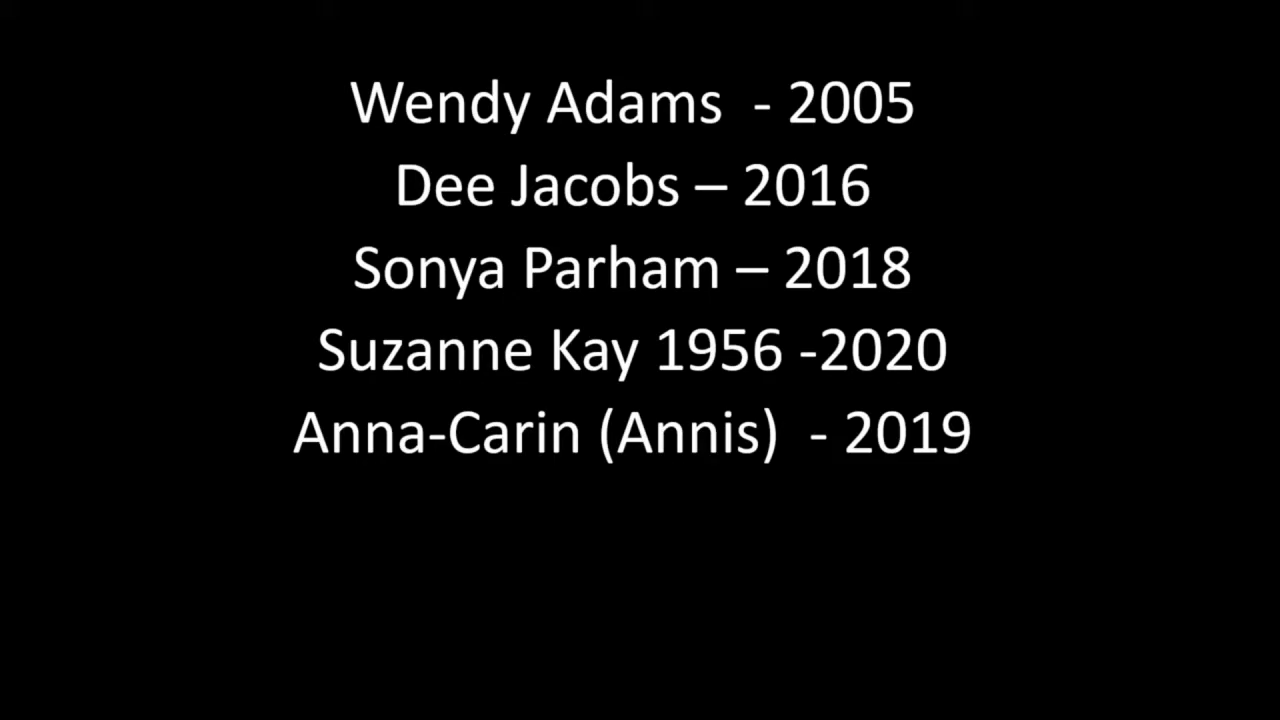 Wendy Adams  - 2005
Dee Jacobs – 2016
Sonya Parham – 2018
Suzanne Kay 1956 -2020
Anna-Carin (Annis)  - 2019